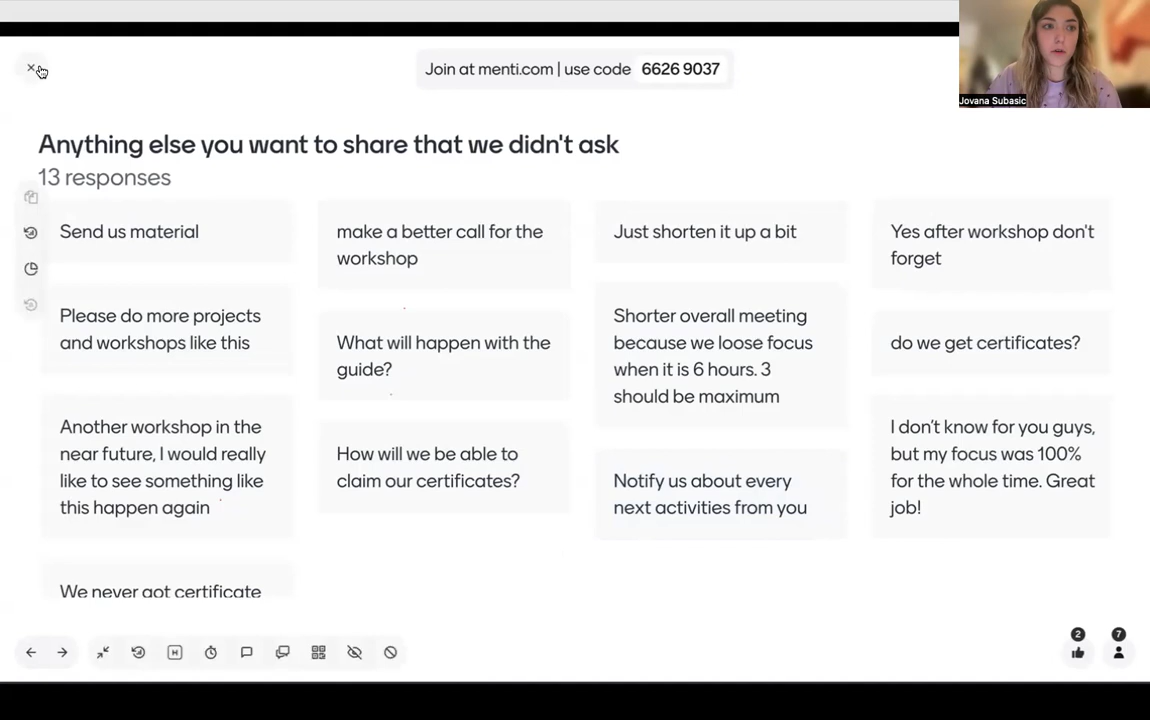 Join at menti.com | use code 6626 9037
Jovana Subasic
Anything else you want to share that we didn't ask
13 responses
Send us material
Please do more projects
and workshops like this
Another workshop in the
near future, I would really
like to see something like
this happen again
We never got certificate
make a better call for the
workshop
What will happen with the
guide?
How will we be able to
claim our certificates?
Just shorten it up a bit
Shorter overall meeting
because we loose focus
when it is 6 hours. 3
should be maximum
Notify us about every
next activities from you
Yes after workshop don't
forget
do we get certificates?
I don't know for you guys,
but my focus was 100%
for the whole time. Great
job!
H
2
7